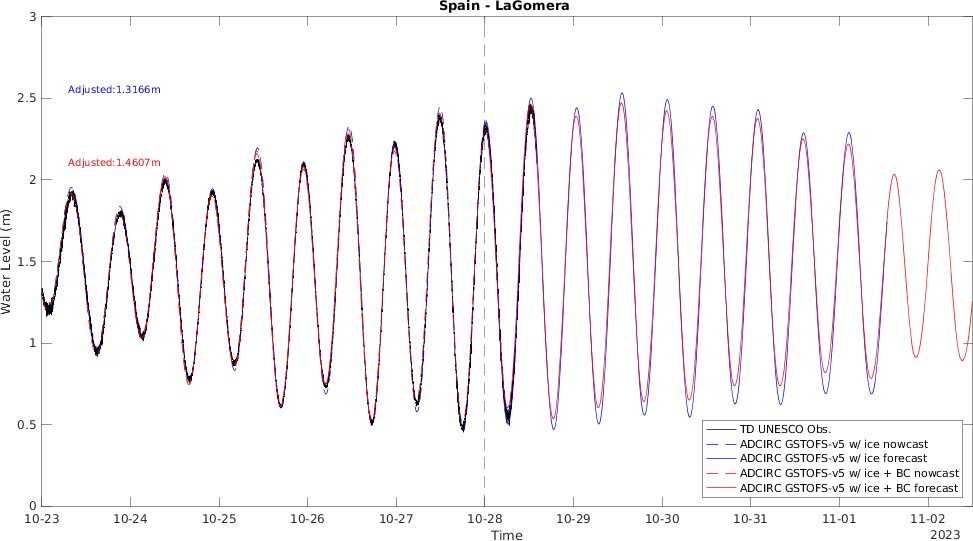 Spain - LaGomera
3
2.5
2
1.5
1
0.5
0
Water Level (m)
Adjusted:1.3166m
Adjusted:1.4607m
TD UNESCO Obs.
ADCIRC GSTOFS-v5 w/ ice nowcast
ADCIRC GSTOFS-v5 w/ ice forecast
ADCIRC GSTOFS-v5 w/ ice + BC nowcast
ADCIRC GSTOFS-v5 w/ ice + BC forecast
10-23 10-24 10-25 10-26 10-27 10-28 10-29 10-30 10-31 11-01 11-02
Time
2023